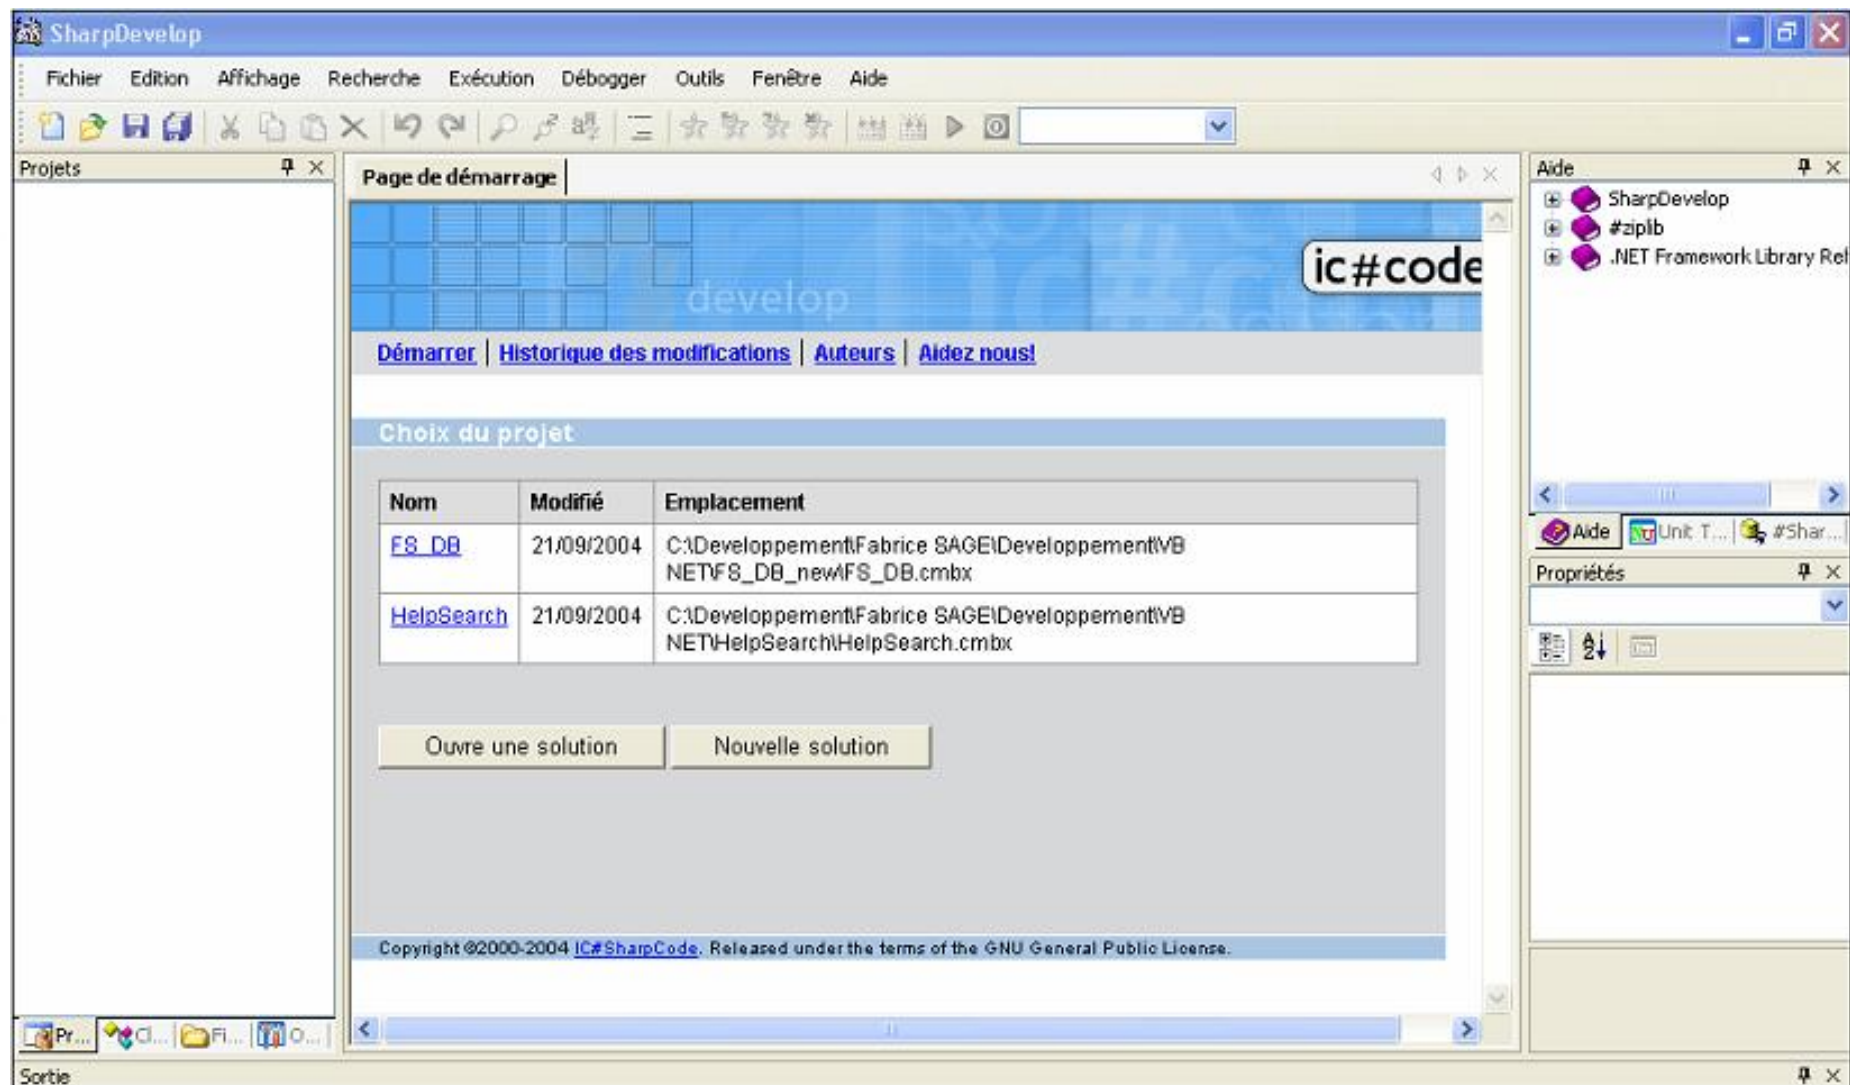 SharpDevelop
Fichier Edition Affichage Recherche Exécution Débogger Outils Fenêtre Aide
Projets
Page de démarrage
develop
ic#code
Démarrer | Historique des modifications | Auteurs | Aidez nous!
Choix du projet
Nom Modifié Emplacement
FS_DB 21/09/2004 C:\Developpement\Fabrice SAGE\Developpement\VB
NET\FS_DB_new\FS_DB.cmbx
HelpSearch 21/09/2004 C:\Developpement\Fabrice SAGE\Developpement\VB
NET\HelpSearch\HelpSearch.cmbx
Ouvre une solution Nouvelle solution
Copyright ©2000-2004 IC#SharpCode. Released under the terms of the GNU General Public License.
Pr... Cl... Fi... O...
Aide
SharpDevelop
#ziplib
.NET Framework Library Ref
Aide Unit T... #Shar...
Propriétés
Sortie